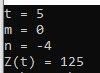 t = 5
m = 0
n = -4
Z(t) = 125